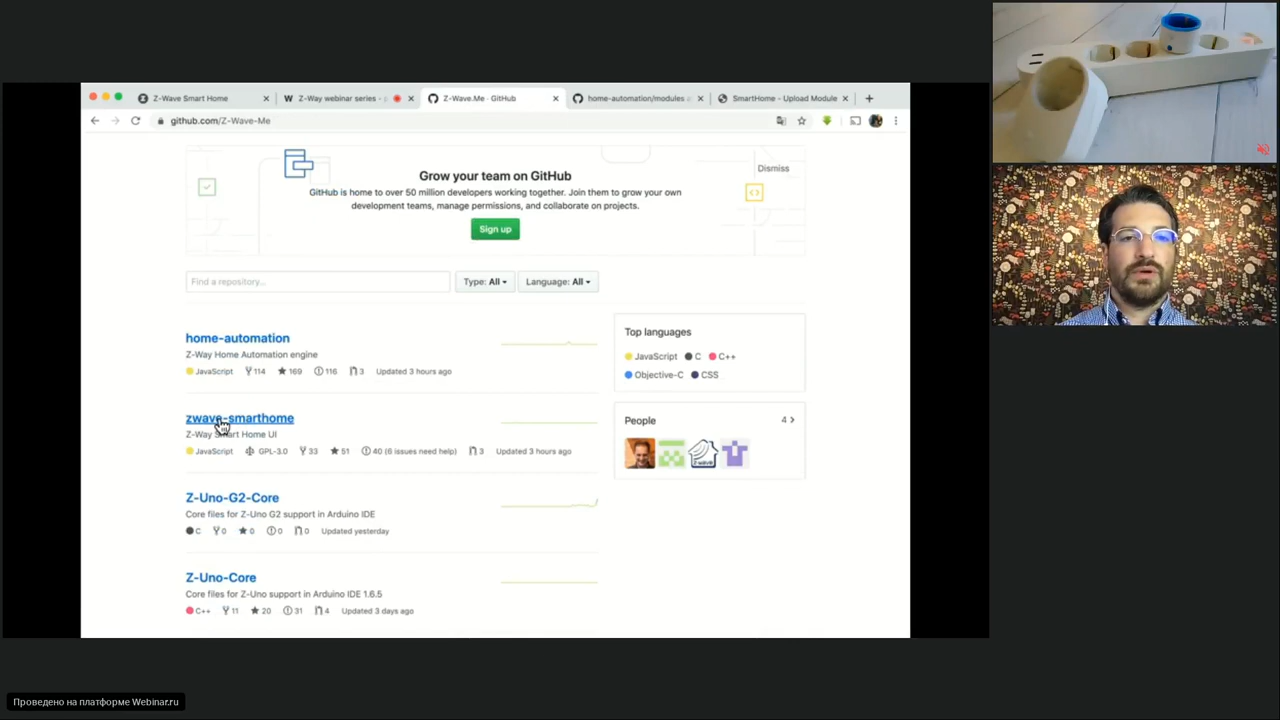 Z-Wave Smart Home
Z-Way webinar series - p
Z-Wave.Me · GitHub
home-automation/modules a
SmartHome - Upload Module
github.com/Z-Wave-Me
Grow your team on GitHub
Dismiss
GitHub is home to over 50 million developers working together. Join them to grow your own
development teams, manage permissions, and collaborate on projects.
Sign up
Find a repository...
Type: All
Language: All
home-automation
Z-Way Home Automation engine
JavaScript 114 169 116 3 Updated 3 hours ago
zwave-smarthome
Z-Way Smart Home UI
JavaScript GPL-3.0 33 51 40 (6 issues need help) 3 Updated 3 hours ago
Z-Uno-G2-Core
Core files for Z-Uno G2 support in Arduino IDE
C 0 0 0 0 Updated yesterday
Z-Uno-Core
Core files for Z-Uno support in Arduino IDE 1.6.5
C++ 11 20 31 4 Updated 3 days ago
Top languages
JavaScript C C++
Objective-C CSS
People
4
Проведено на платформе Webinar.ru